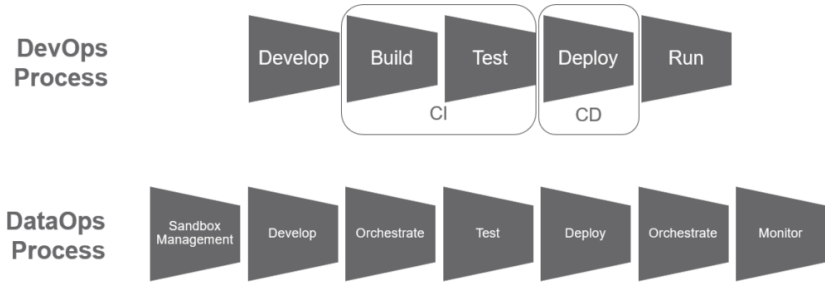 DevOps
Process
Develop
Build
Test
Deploy
Run
CI
CD
DataOps
Process
Sandbox
Management
Develop
Orchestrate
Test
Deploy
Orchestrate
Monitor